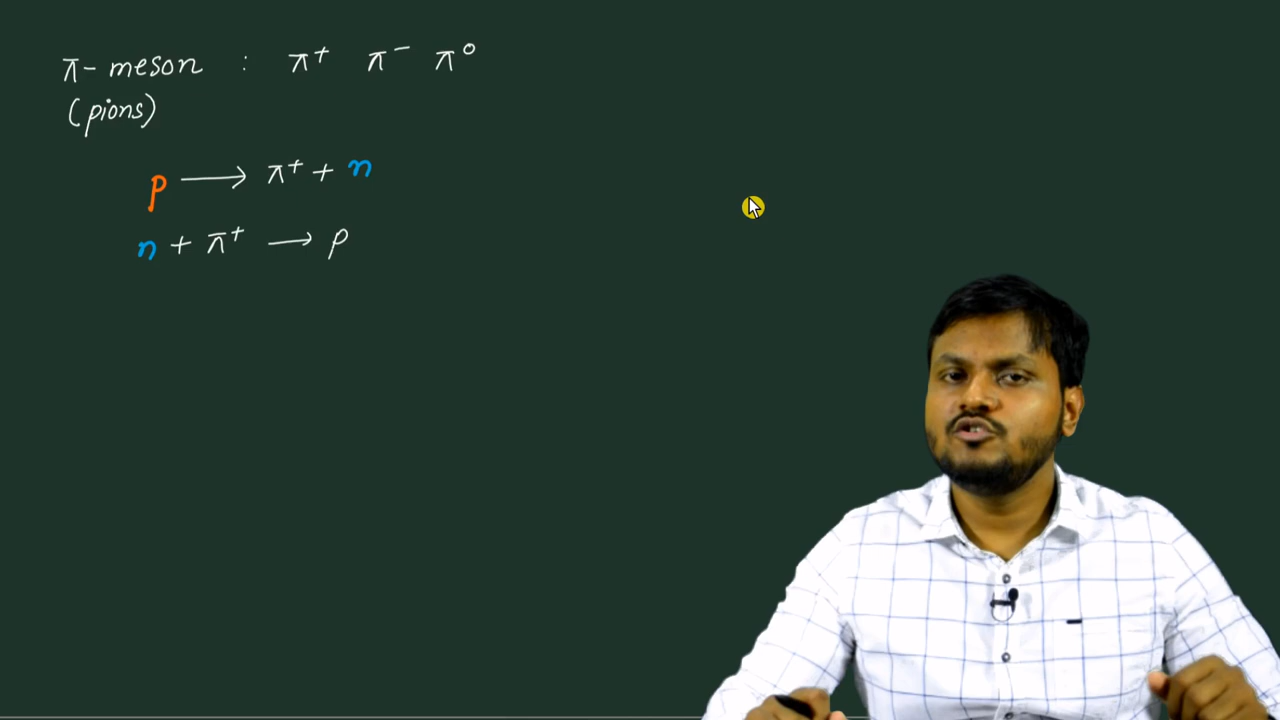 π- meson : π⁺ π⁻ π⁰
(pions)
p ⟶ π⁺ + n
n + π⁺ ⟶ p